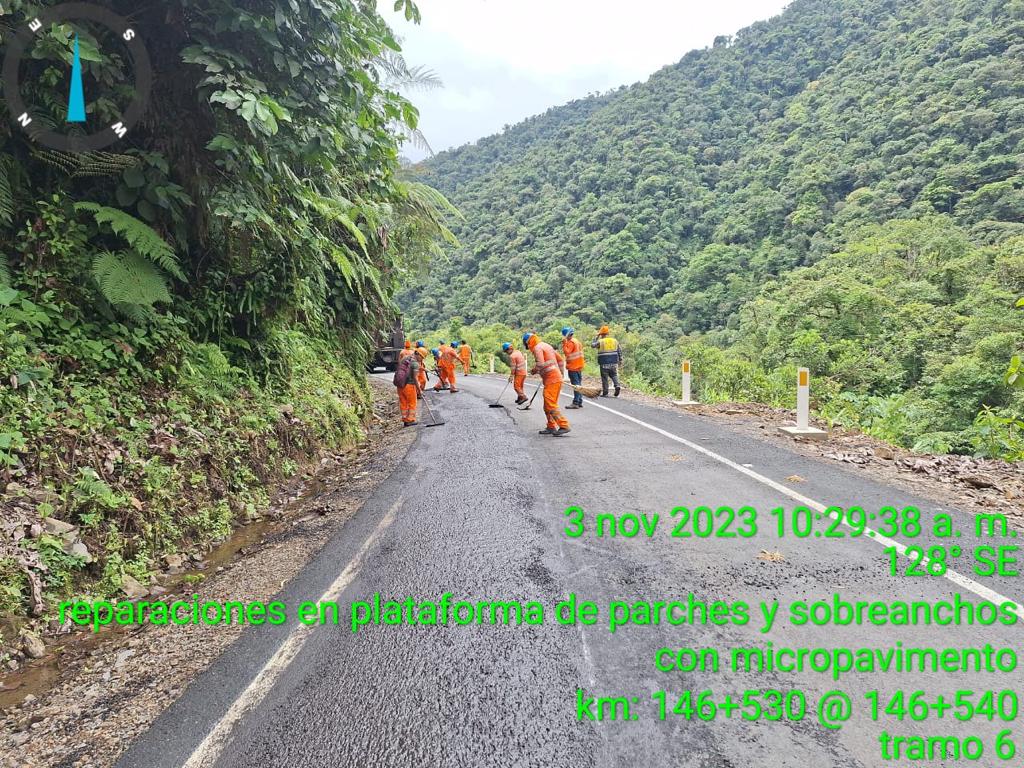 S
E
N
W
3 nov 2023 10:29:38 a. m.
128° SE
reparaciones en plataforma de parches y sobreanchos
con micropavimento
km: 146+530 @ 146+540
tramo 6